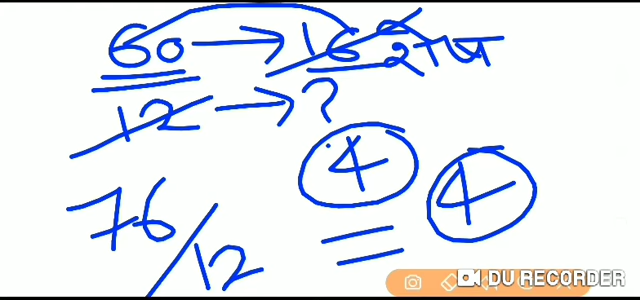 60 → 16
12 → ?
4
76/12 = 4
DU RECORDER